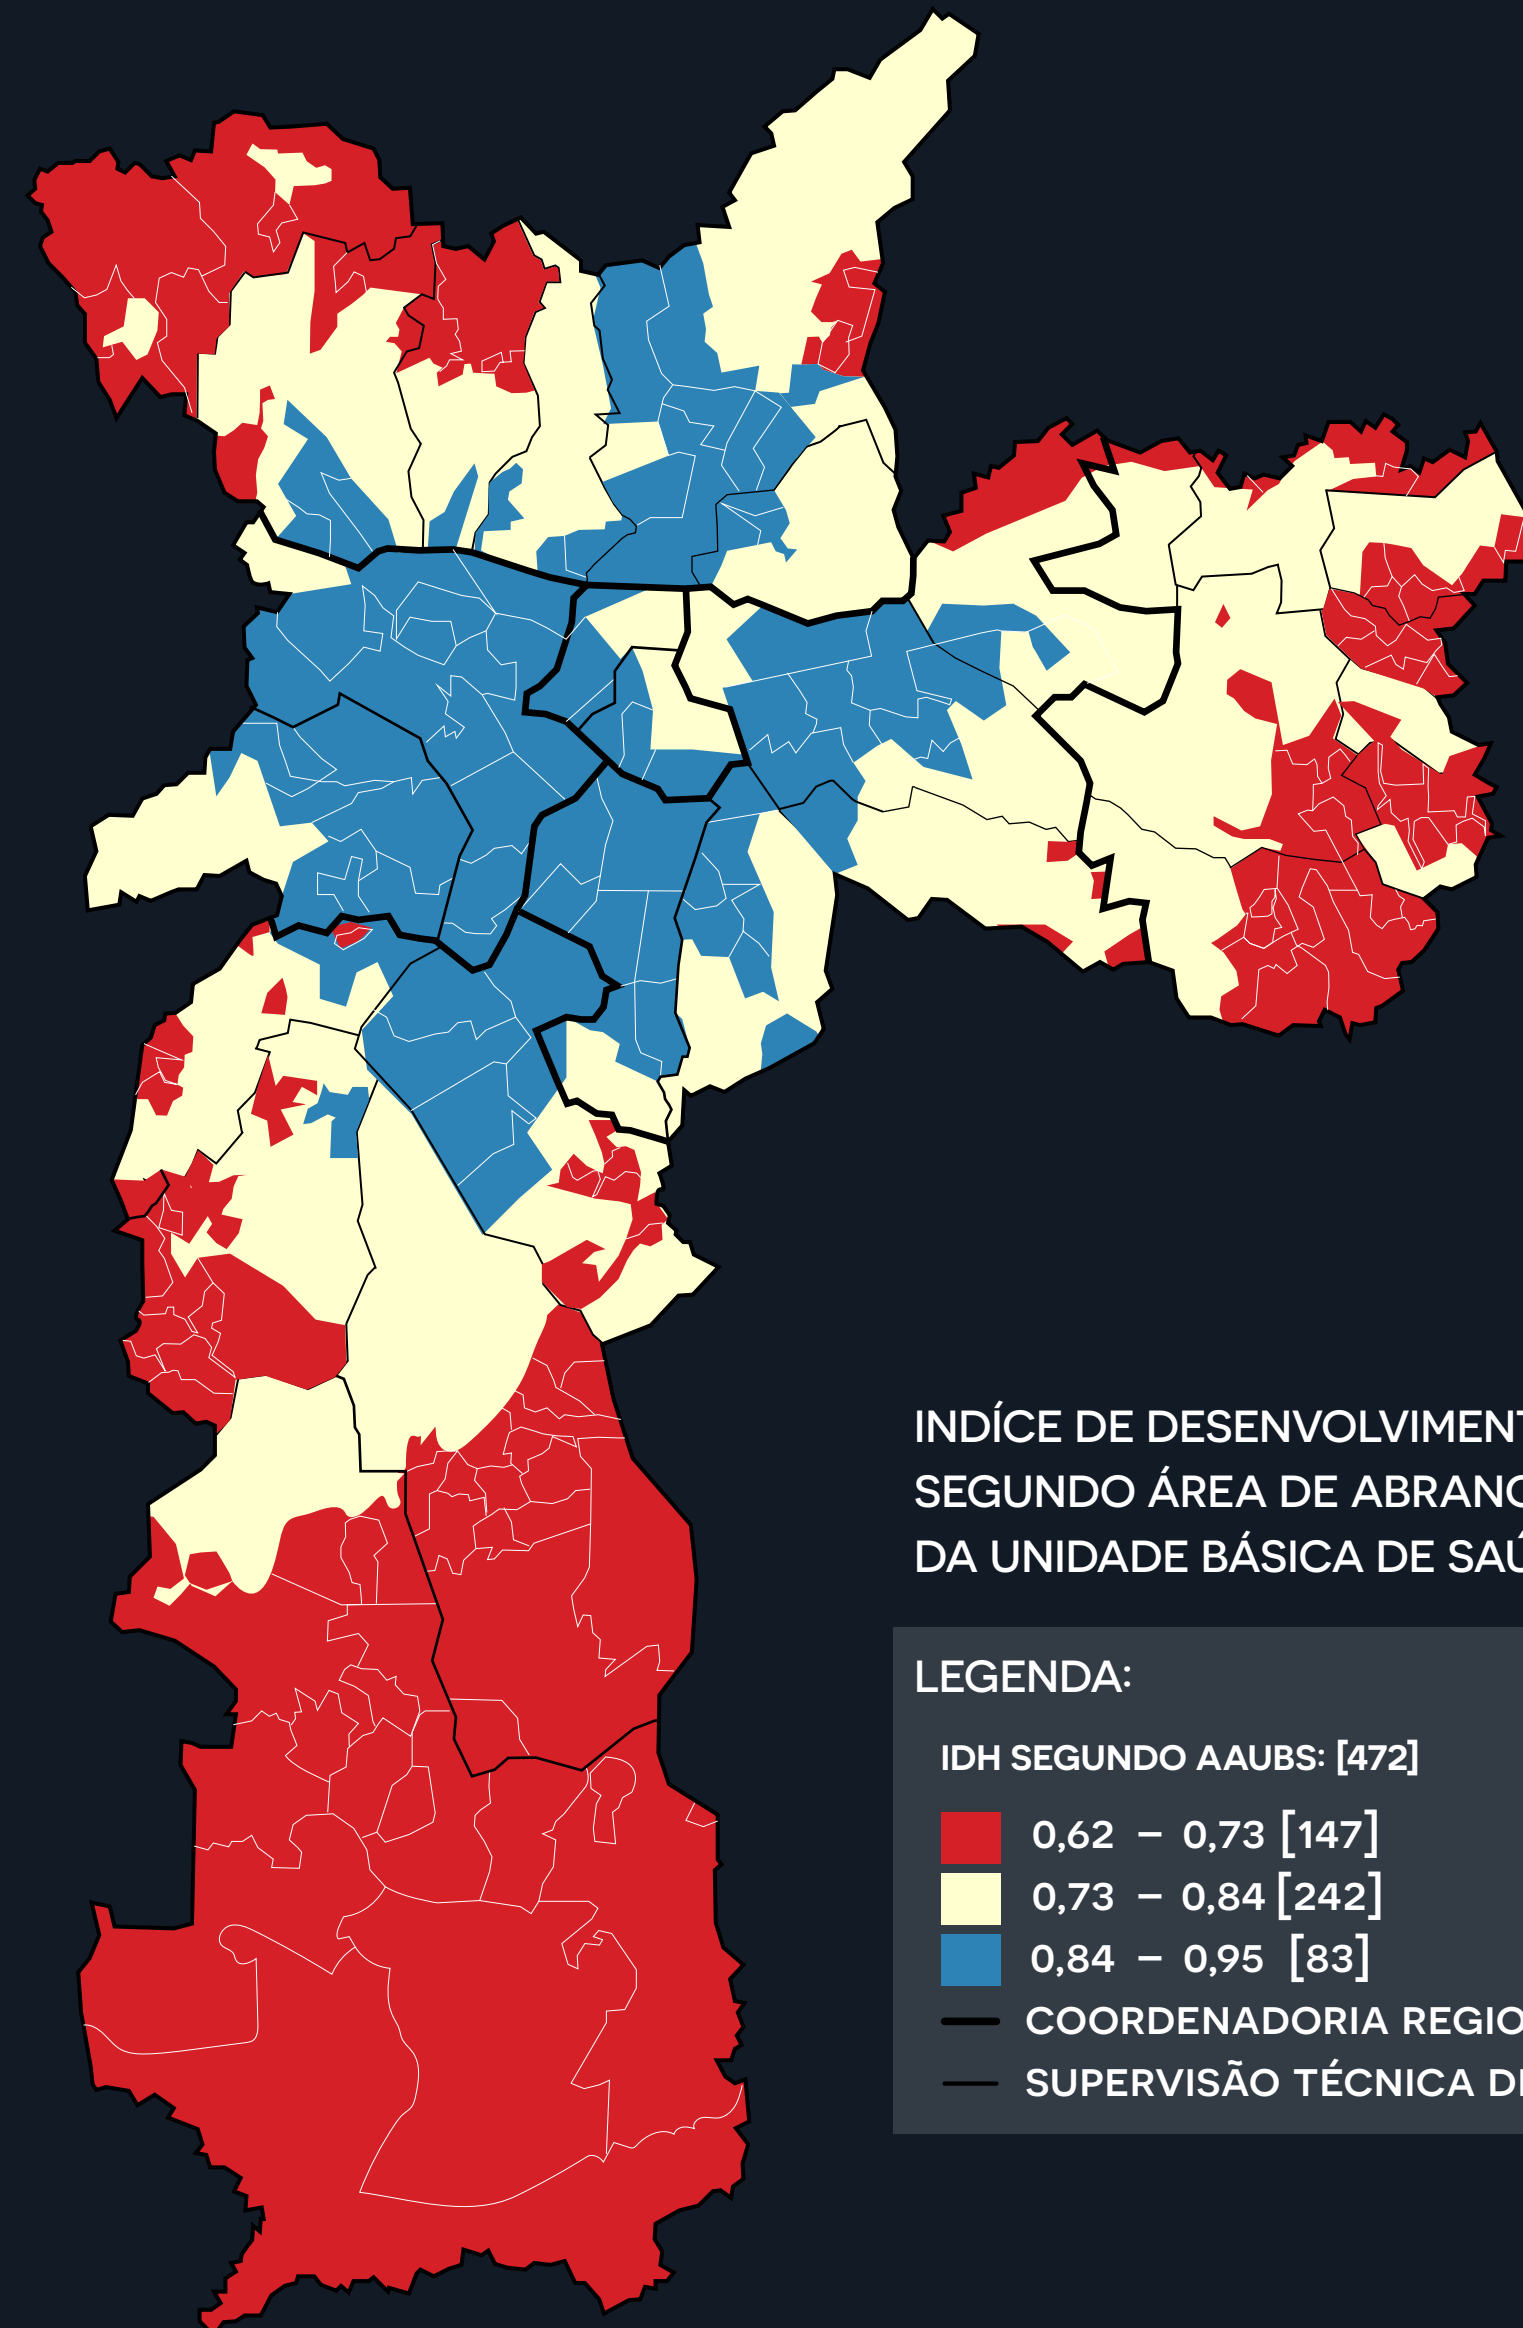 INDÍCE DE DESENVOLVIMENT
SEGUNDO ÁREA DE ABRANG
DA UNIDADE BÁSICA DE SAÚ
LEGENDA:
IDH SEGUNDO AAUBS: [472]
0,62 – 0,73 [147]
0,73 – 0,84 [242]
0,84 – 0,95 [83]
COORDENADORIA REGIO
SUPERVISÃO TÉCNICA D